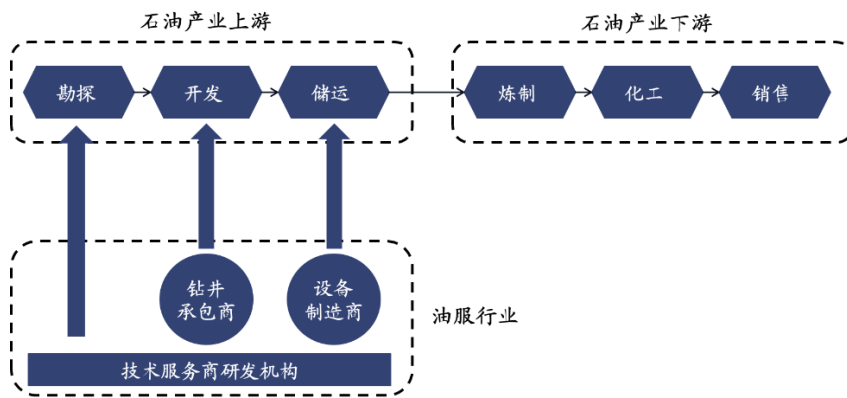 石油产业上游
石油产业下游
勘探
开发
储运
炼制
化工
销售
钻井
承包商
设备
制造商
油服行业
技术服务商研发机构